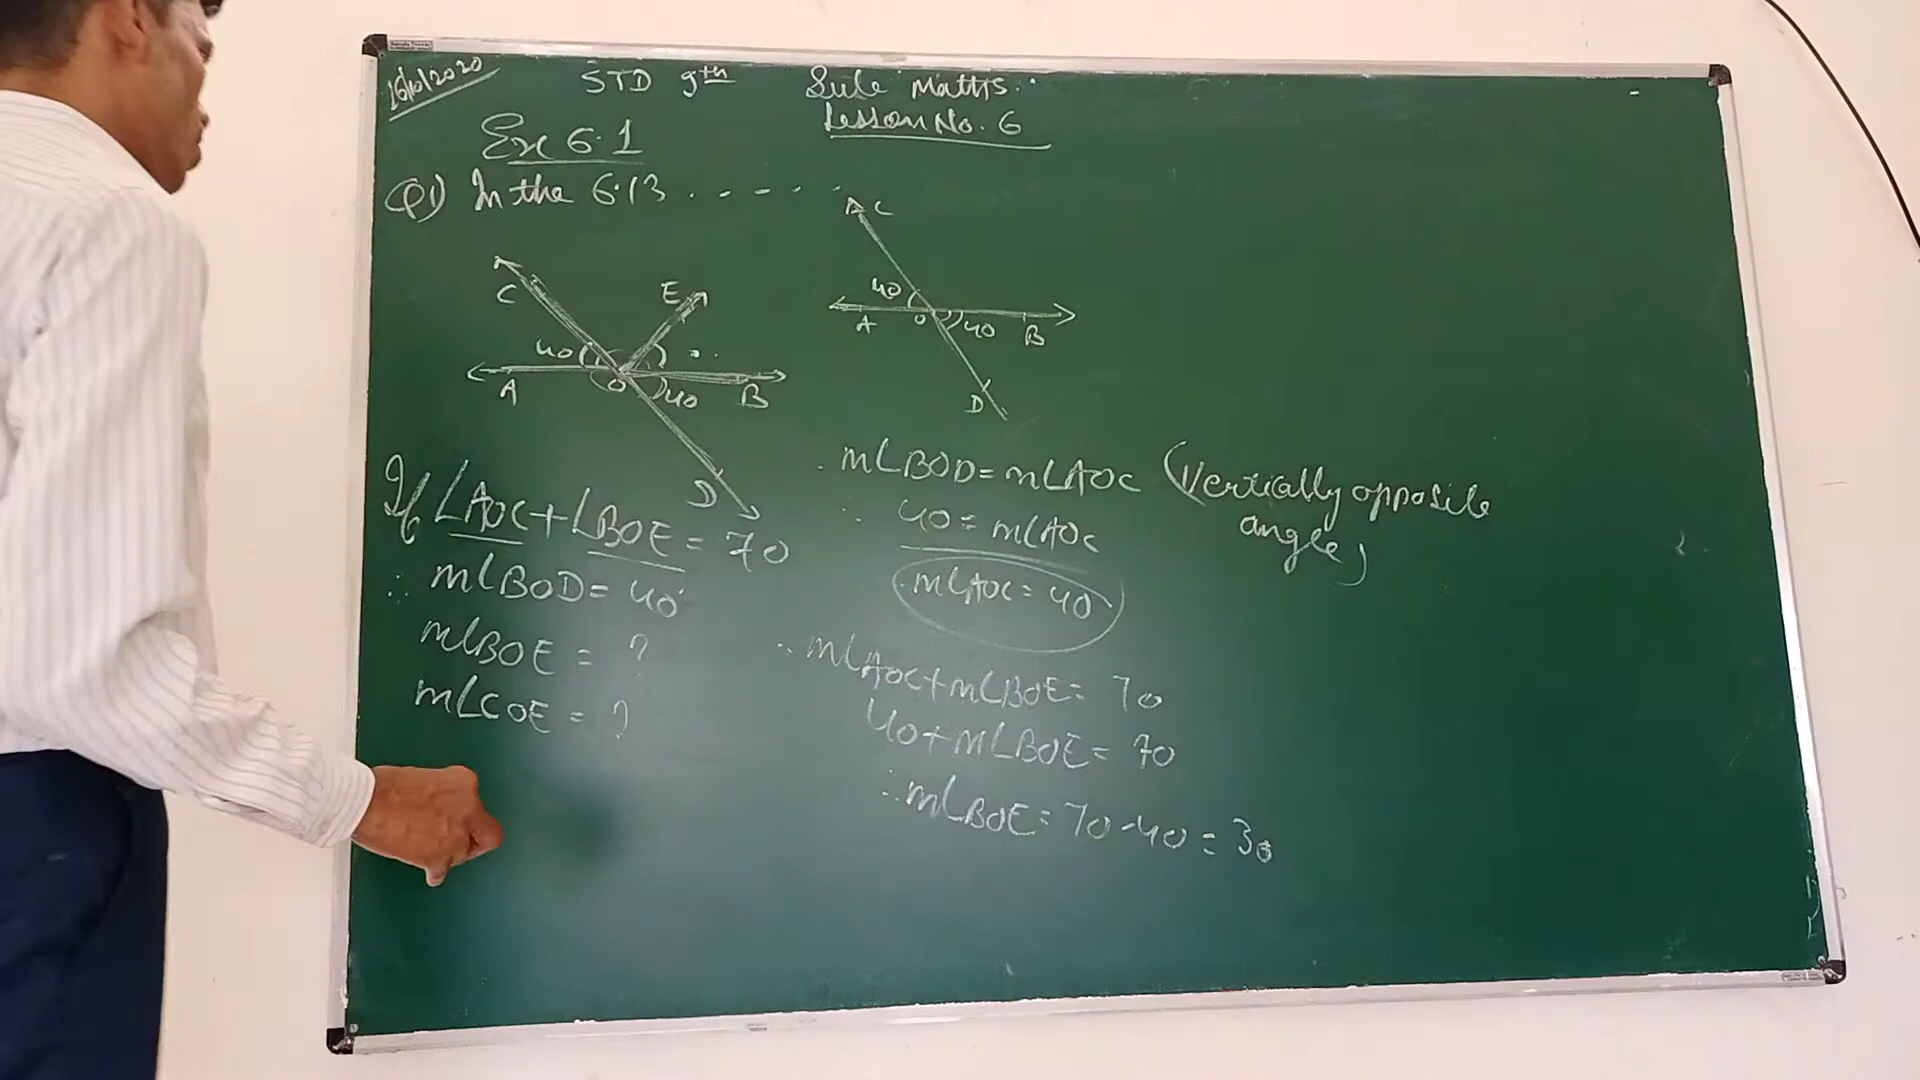 16/10/2020
STD 9th
Sub: Maths.
Lesson No. 6
Exe 6.1
Q1) In the 6.13 . - - - - .
C
E
40
A
O
40
B
D
C
40
A
O
40
B
D
If ∠AOC+∠BOE = 70
∴ m∠BOD = 40°
m∠BOE = ?
m∠COE = ?
∴ m∠BOD = m∠AOC (Vertically opposite
angle)
∴ 40 = m∠AOC
∴ m∠AOC = 40
∴ m∠AOC+m∠BOE = 70
40+m∠BOE = 70
∴ m∠BOE = 70-40 = 30